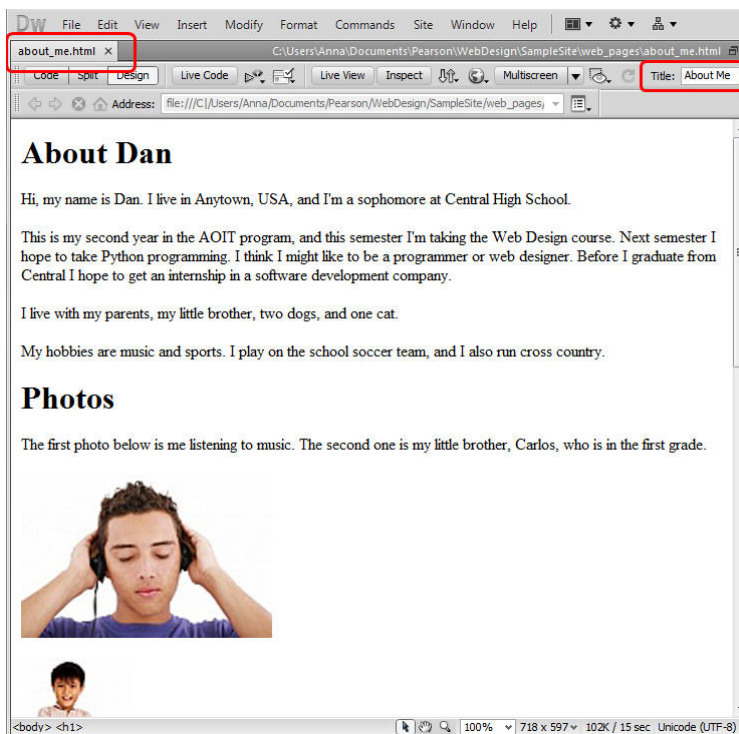 DW File Edit View Insert Modify Format Commands Site Window Help
about_me.html × C:\Users\Anna\Documents\Pearson\WebDesign\SampleSite\web_pages\about_me.html
Code Split Design Live Code Live View Inspect Multiscreen Title: About Me
Address: file:///C|/Users/Anna/Documents/Pearson/WebDesign/SampleSite/web_pages/
About Dan
Hi, my name is Dan. I live in Anytown, USA, and I'm a sophomore at Central High School.
This is my second year in the AOIT program, and this semester I'm taking the Web Design course. Next semester I
hope to take Python programming. I think I might like to be a programmer or web designer. Before I graduate from
Central I hope to get an internship in a software development company.
I live with my parents, my little brother, two dogs, and one cat.
My hobbies are music and sports. I play on the school soccer team, and I also run cross country.
Photos
The first photo below is me listening to music. The second one is my little brother, Carlos, who is in the first grade.
<body> <h1> 100% 718 x 597 102K / 15 sec Unicode (UTF-8)